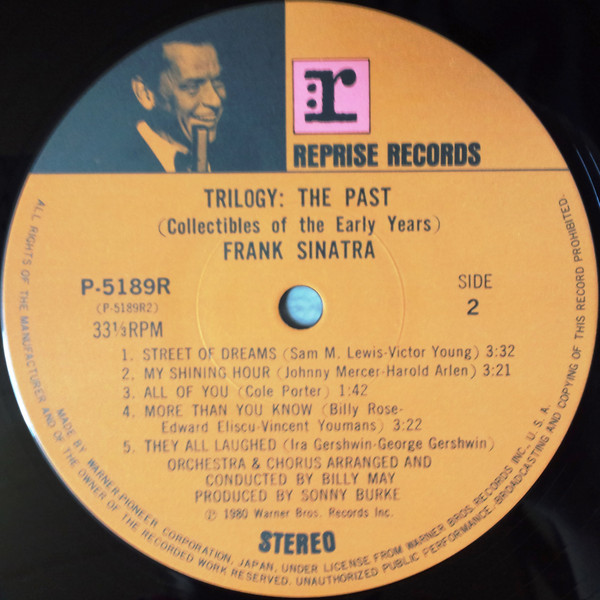 r
REPRISE RECORDS
TRILOGY: THE PAST
(Collectibles of the Early Years)
FRANK SINATRA
P-5189R
(P-5189R2)
33⅓RPM
SIDE
2
1. STREET OF DREAMS (Sam M. Lewis-Victor Young) 3:32
2. MY SHINING HOUR (Johnny Mercer-Harold Arlen) 3:21
3. ALL OF YOU (Cole Porter) 1:42
4. MORE THAN YOU KNOW (Billy Rose-
Edward Eliscu-Vincent Youmans) 3:22
5. THEY ALL LAUGHED (Ira Gershwin-George Gershwin)
ORCHESTRA & CHORUS ARRANGED AND
CONDUCTED BY BILLY MAY
PRODUCED BY SONNY BURKE
℗ 1980 Warner Bros. Records Inc.
STEREO
ALL RIGHTS OF THE MANUFACTURER AND OF THE OWNER OF THE RECORDED WORK RESERVED. UNAUTHORIZED PUBLIC PERFORMANCE, BROADCASTING AND COPYING OF THIS RECORD PROHIBITED.
MADE BY WARNER-PIONEER CORPORATION, JAPAN, UNDER LICENSE FROM WARNER BROS. RECORDS INC., U.S.A.